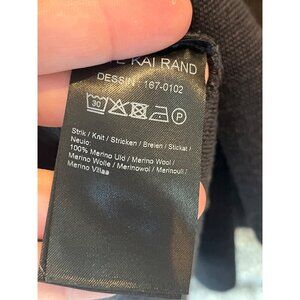 KAI RAND
DESSIN: 167-0102
30 P
Strik / Knit / Stricken / Breien / Stickat /
Neulo:
100% Merino Uld / Merino Wool /
Merino Wolle / Merinowol / Merinoull /
Merino Villaa